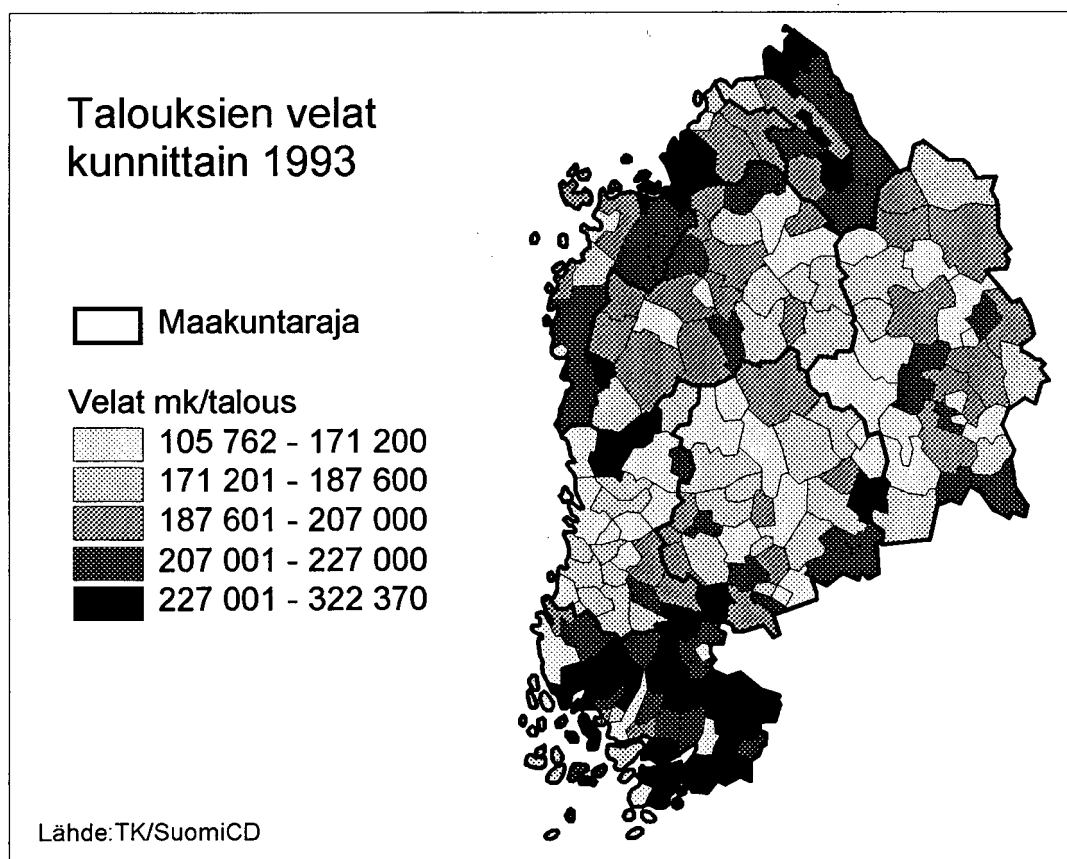 Talouksien velat
kunnittain 1993
Maakuntaraja
Velat mk/talous
105 762 - 171 200
171 201 - 187 600
187 601 - 207 000
207 001 - 227 000
227 001 - 322 370
Lähde:TK/SuomiCD